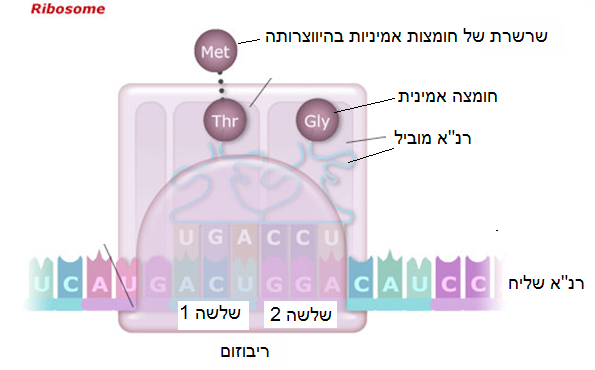 Ribosome
שרשרת של חומצות אמיניות בהיווצרותה
Met
חומצה אמינית
Thr Gly
רנ"א מוביל
U G A C C U
U C A U G A C U G G A C A U C C
רנ"א שליח
שלשה 1 שלשה 2
ריבוזום